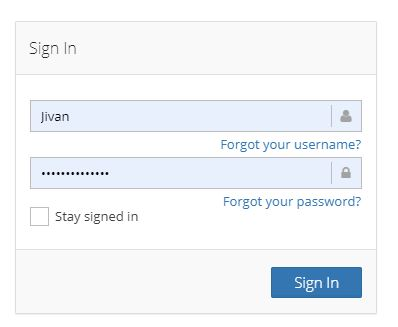 Sign In
Jivan
Forgot your username?
••••••••••••••
Forgot your password?
Stay signed in
Sign In